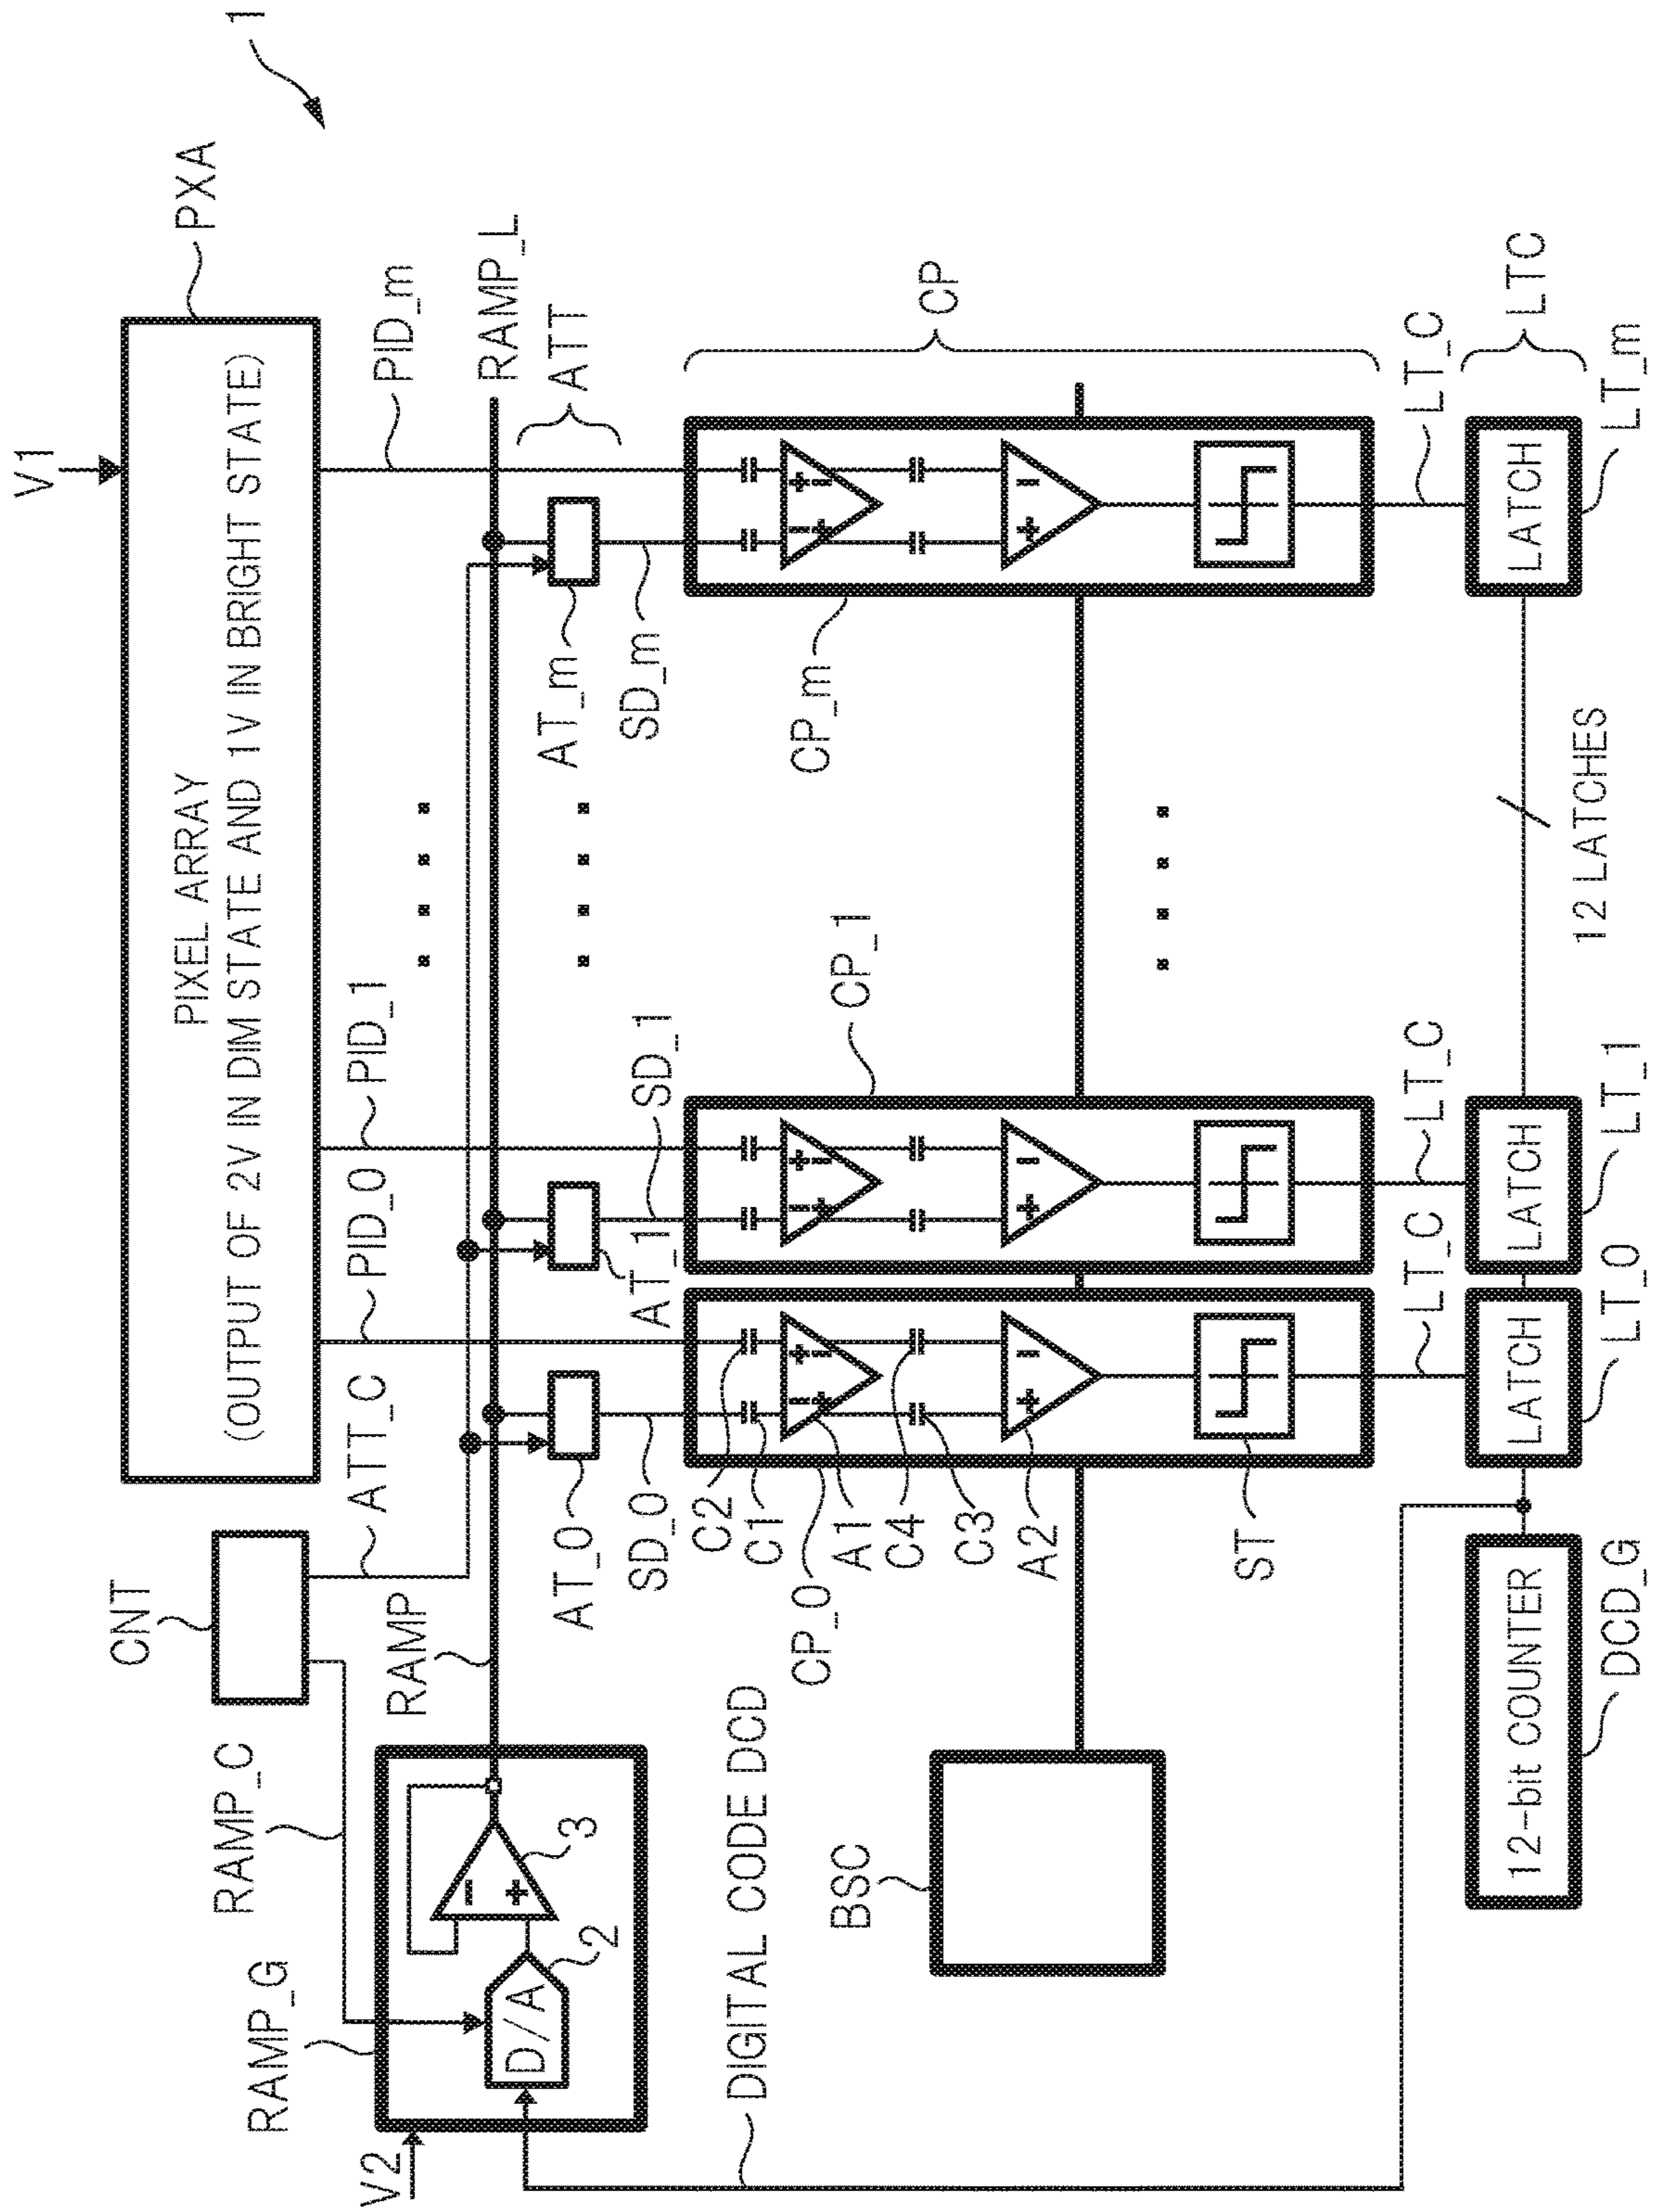 1
V1
PXA
PIXEL ARRAY
(OUTPUT OF 2V IN DIM STATE AND 1V IN BRIGHT STATE)
CNT
ATT_C
PID_0
PID_1
PID_m
RAMP_C
RAMP_G
V2
RAMP
RAMP_L
ATT
D/A
2
3
-
+
AT_0
AT_1
AT_m
SD_0
SD_1
SD_m
C2
C1
CP_0
A1
C4
C3
A2
ST
CP_1
CP_m
CP
- +
+ -
+ -
- +
+ -
+ -
- +
+ -
+ -
BSC
DIGITAL CODE DCD
LT_C
LT_C
LT_C
LTC
12-bit COUNTER
LATCH
LATCH
LATCH
DCD_G
LT_0
LT_1
12 LATCHES
LT_m